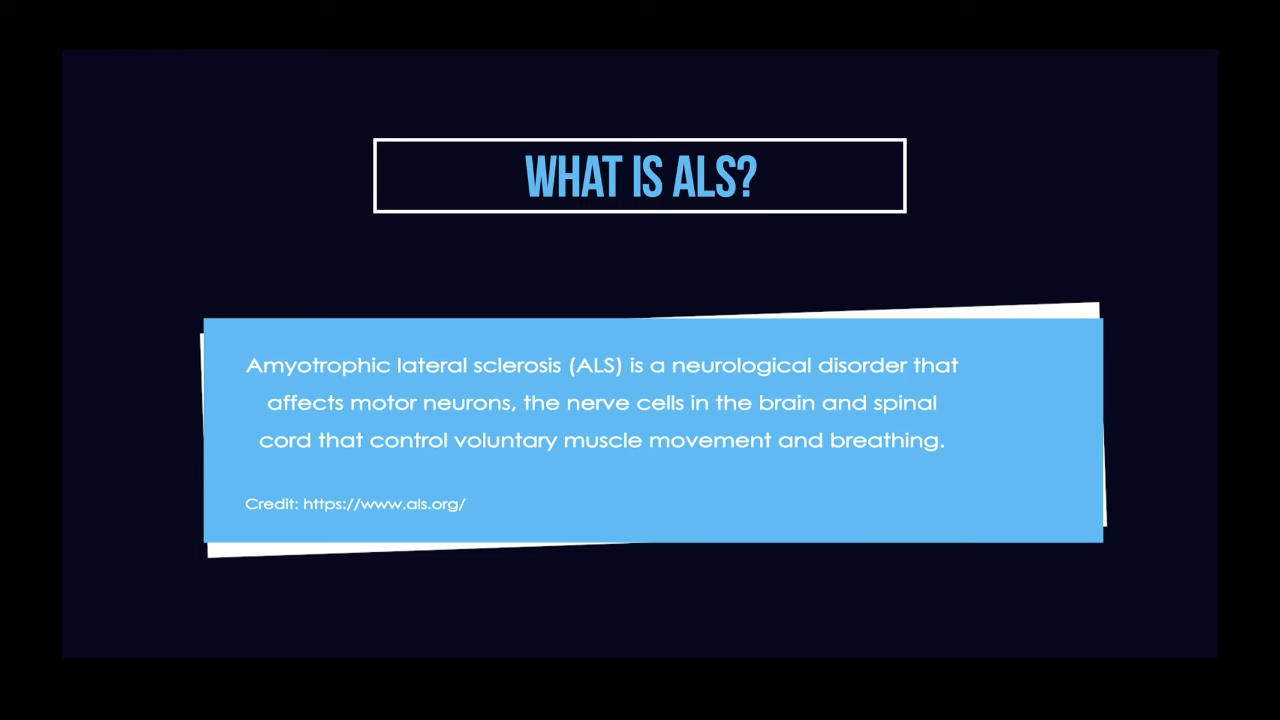 WHAT IS ALS?
Amyotrophic lateral sclerosis (ALS) is a neurological disorder that
affects motor neurons, the nerve cells in the brain and spinal
cord that control voluntary muscle movement and breathing.
Credit: https://www.als.org/